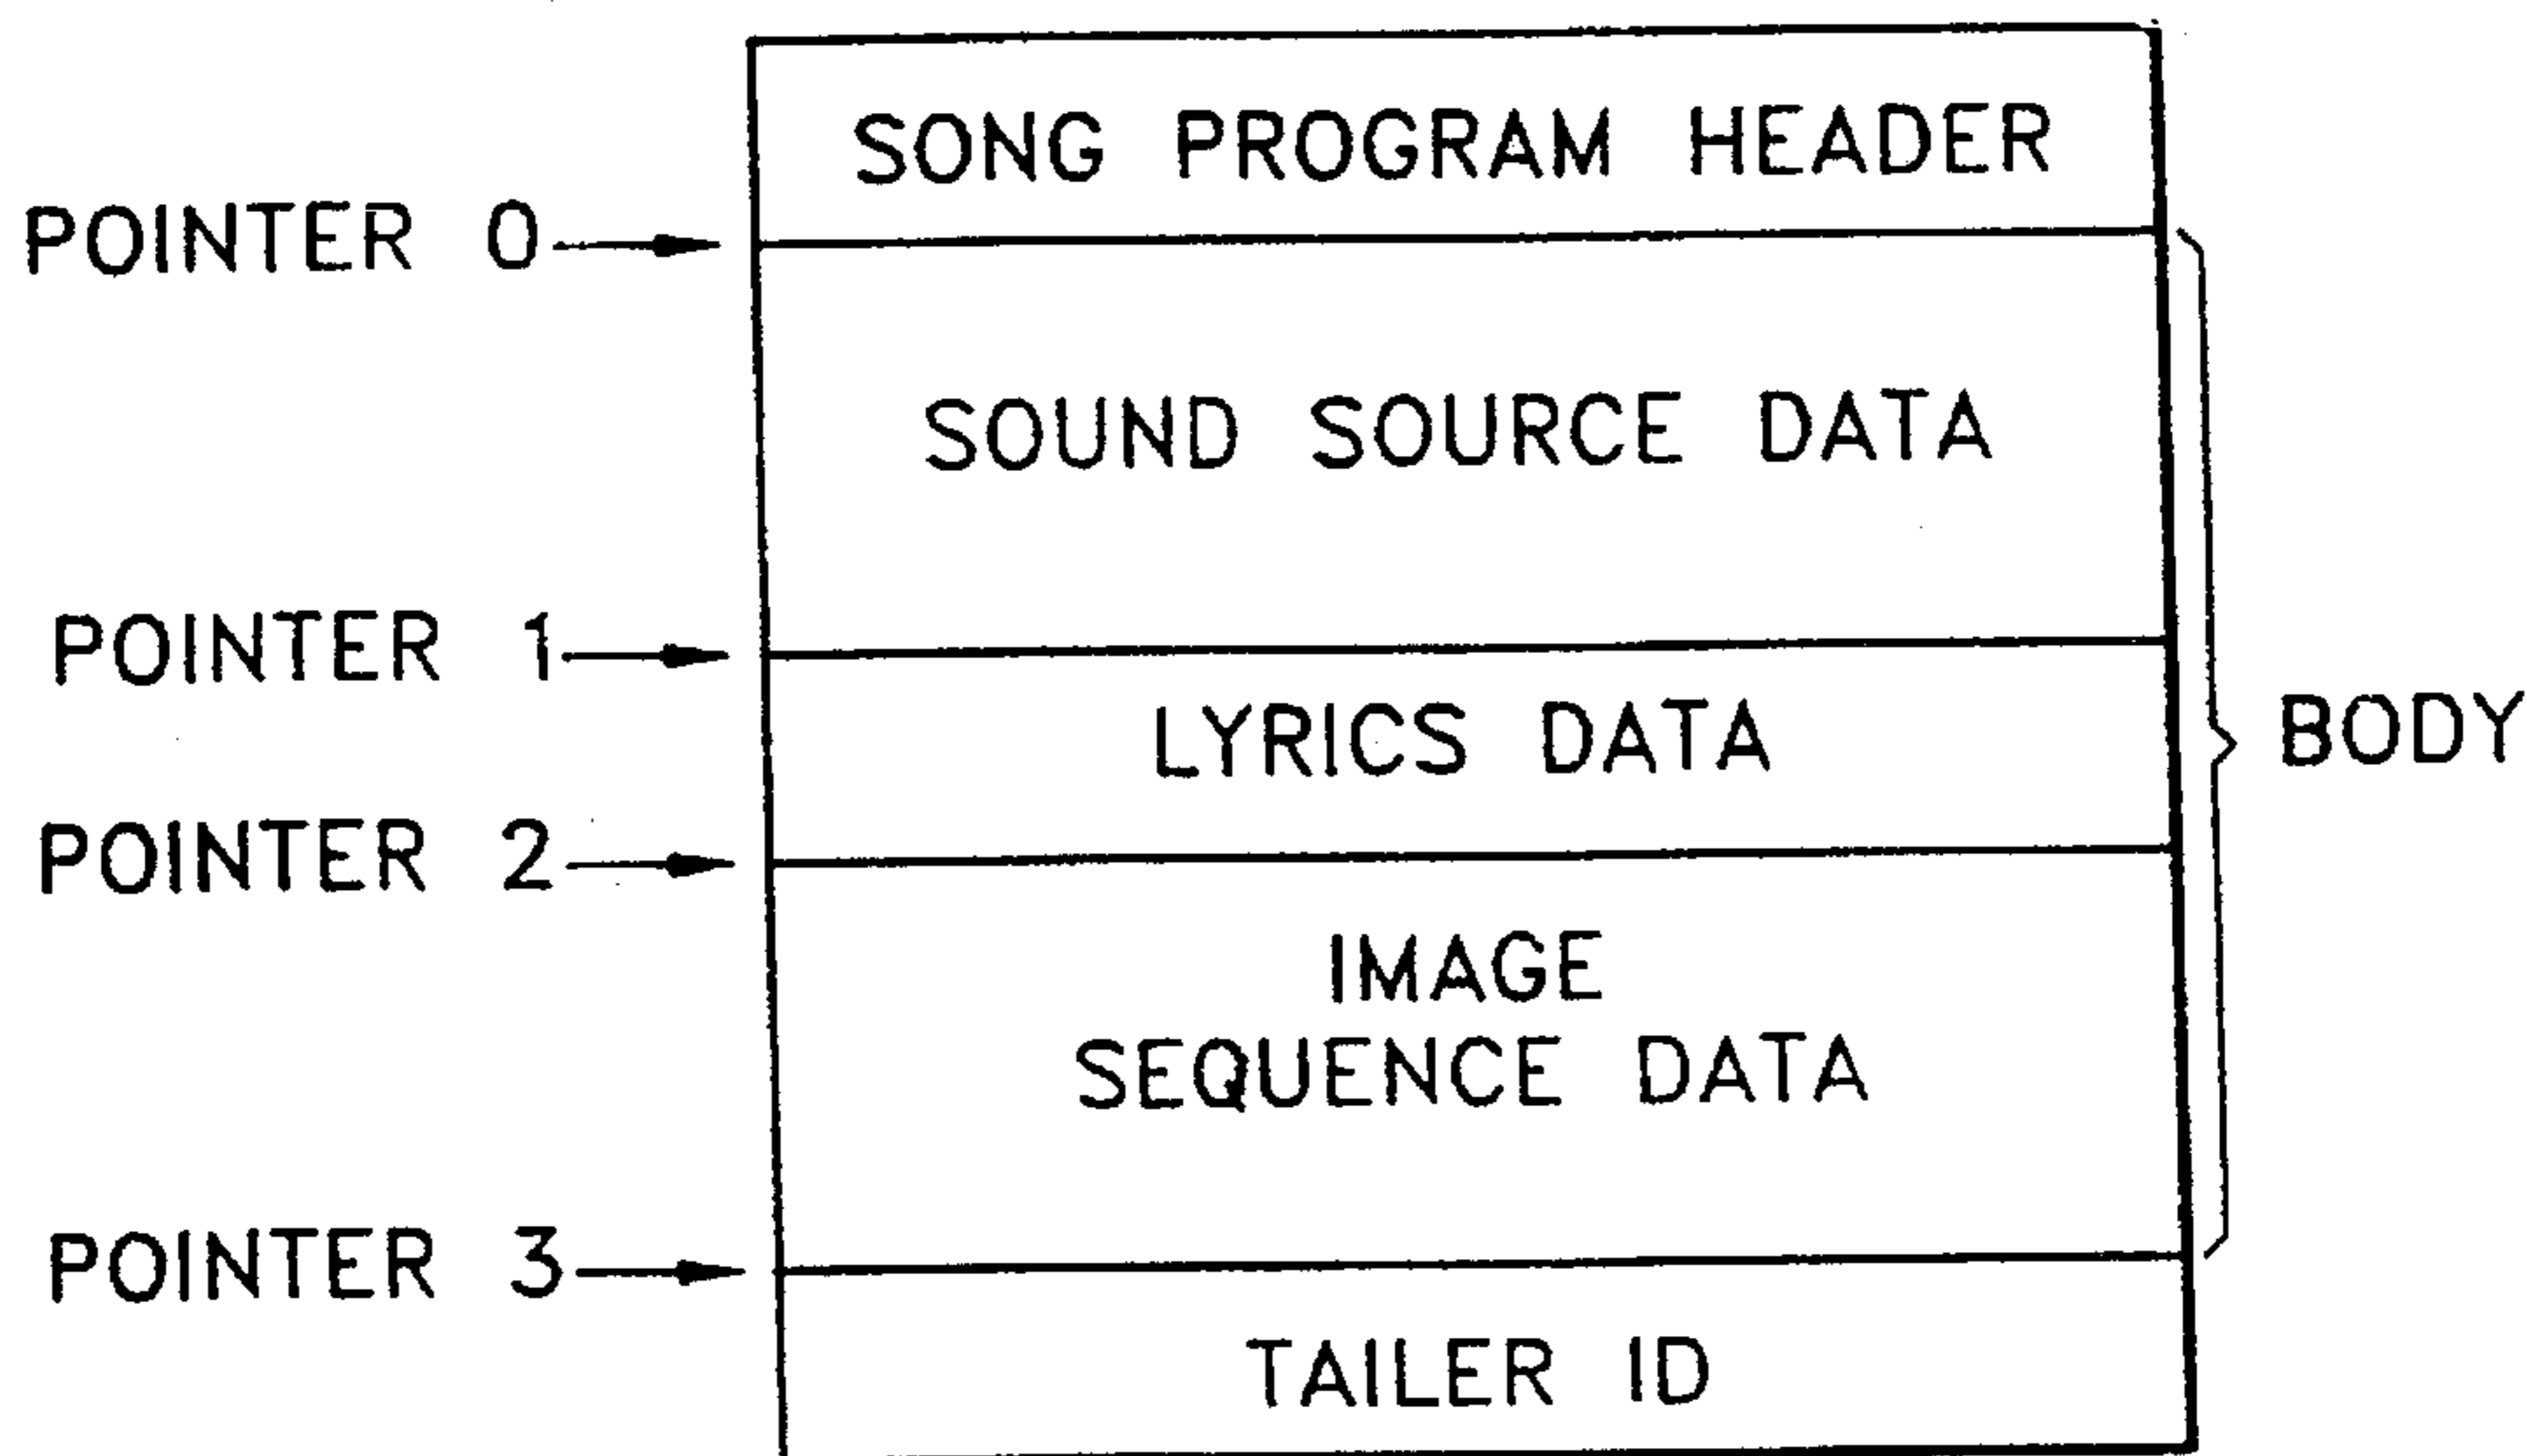 SONG PROGRAM HEADER
POINTER 0
SOUND SOURCE DATA
POINTER 1
LYRICS DATA
BODY
POINTER 2
IMAGE
SEQUENCE DATA
POINTER 3
TAILER ID